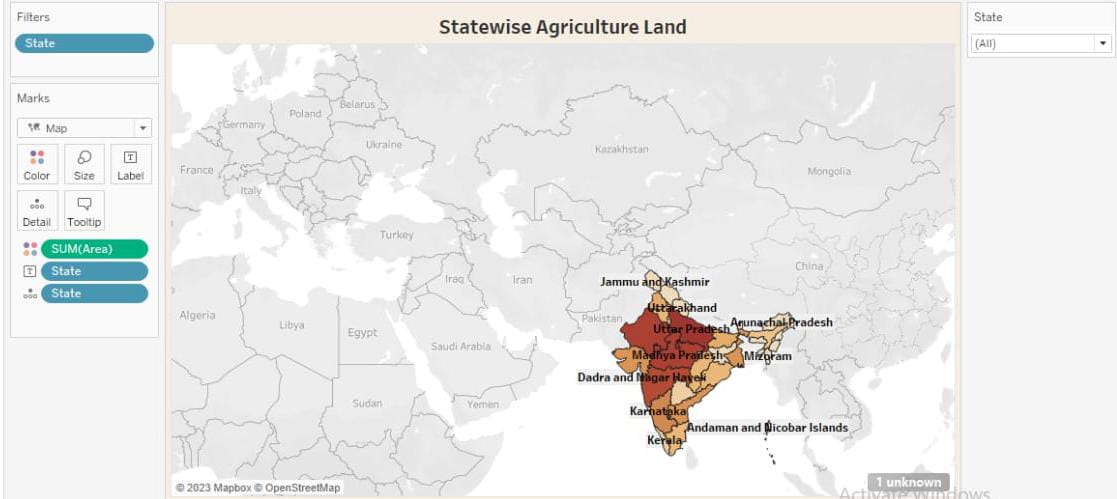 Filters
State
Marks
Map
Color
Size
Label
Detail
Tooltip
SUM(Area)
State
State
Statewise Agriculture Land
Belarus
Poland
Germany
Ukraine
France
Kazakhstan
Mongolia
Italy
Turkey
China
Iraq
Iran
Jammu and Kashmir
Uttarakhand
Pakistan
Algeria
Libya
Egypt
Arunachal Pradesh
Uttar Pradesh
Saudi Arabia
Madhya Pradesh
Mizoram
Dadra and Nagar Haveli
Sudan
Yemen
Karnataka
Andaman and Nicobar Islands
Kerala
© 2023 Mapbox © OpenStreetMap
1 unknown
Activate Windows
State
(All)